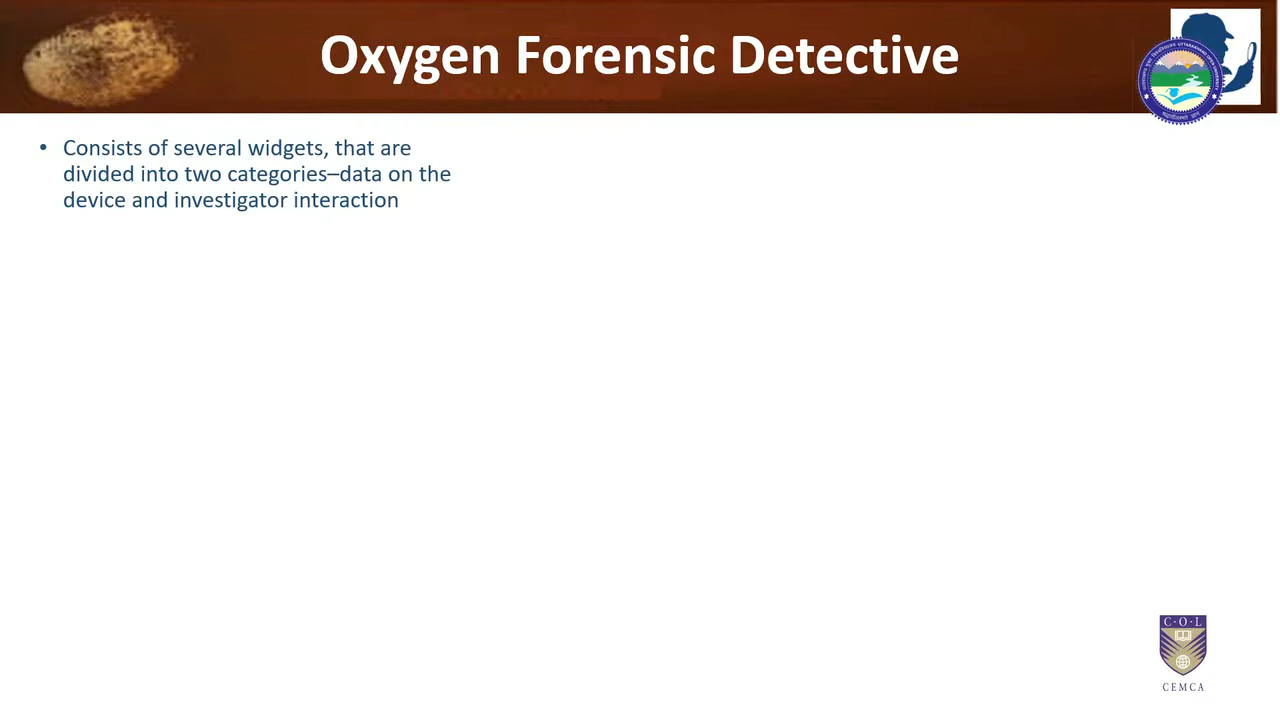 Oxygen Forensic Detective
• Consists of several widgets, that are
divided into two categories–data on the
device and investigator interaction
C·O·L
CEMCA